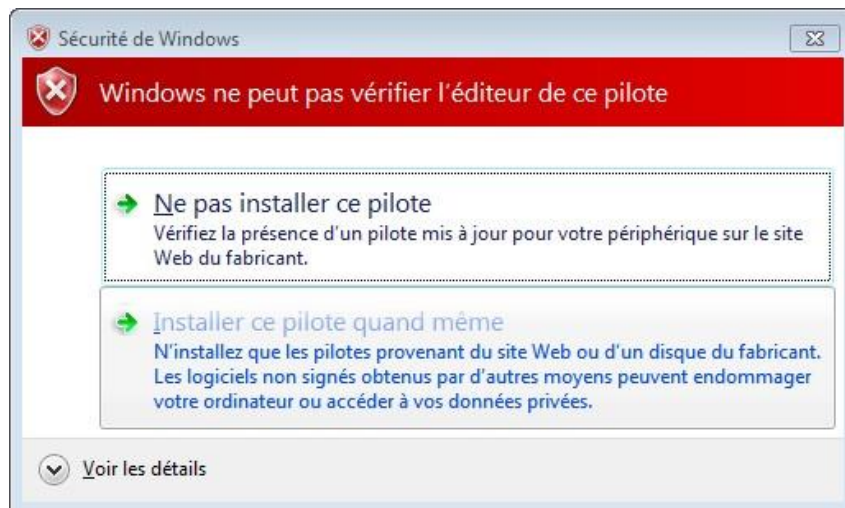 Sécurité de Windows
Windows ne peut pas vérifier l'éditeur de ce pilote
Ne pas installer ce pilote
Vérifiez la présence d'un pilote mis à jour pour votre périphérique sur le site
Web du fabricant.
Installer ce pilote quand même
N'installez que les pilotes provenant du site Web ou d'un disque du fabricant.
Les logiciels non signés obtenus par d'autres moyens peuvent endommager
votre ordinateur ou accéder à vos données privées.
Voir les détails